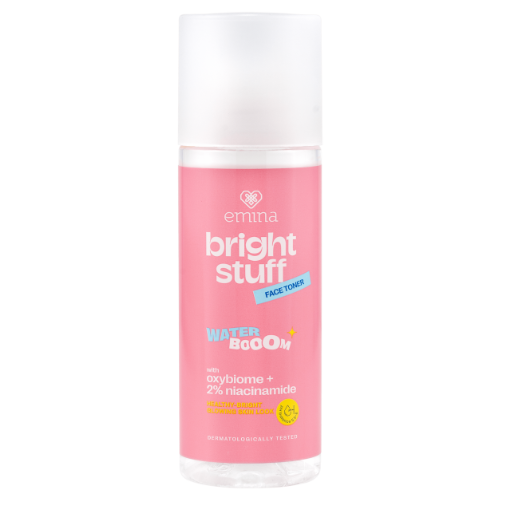 emina
bright
stuff
FACE TONER
WATER
BOOOM
with
oxybiome +
2% niacinamide
DERMATOLOGICALLY TESTED